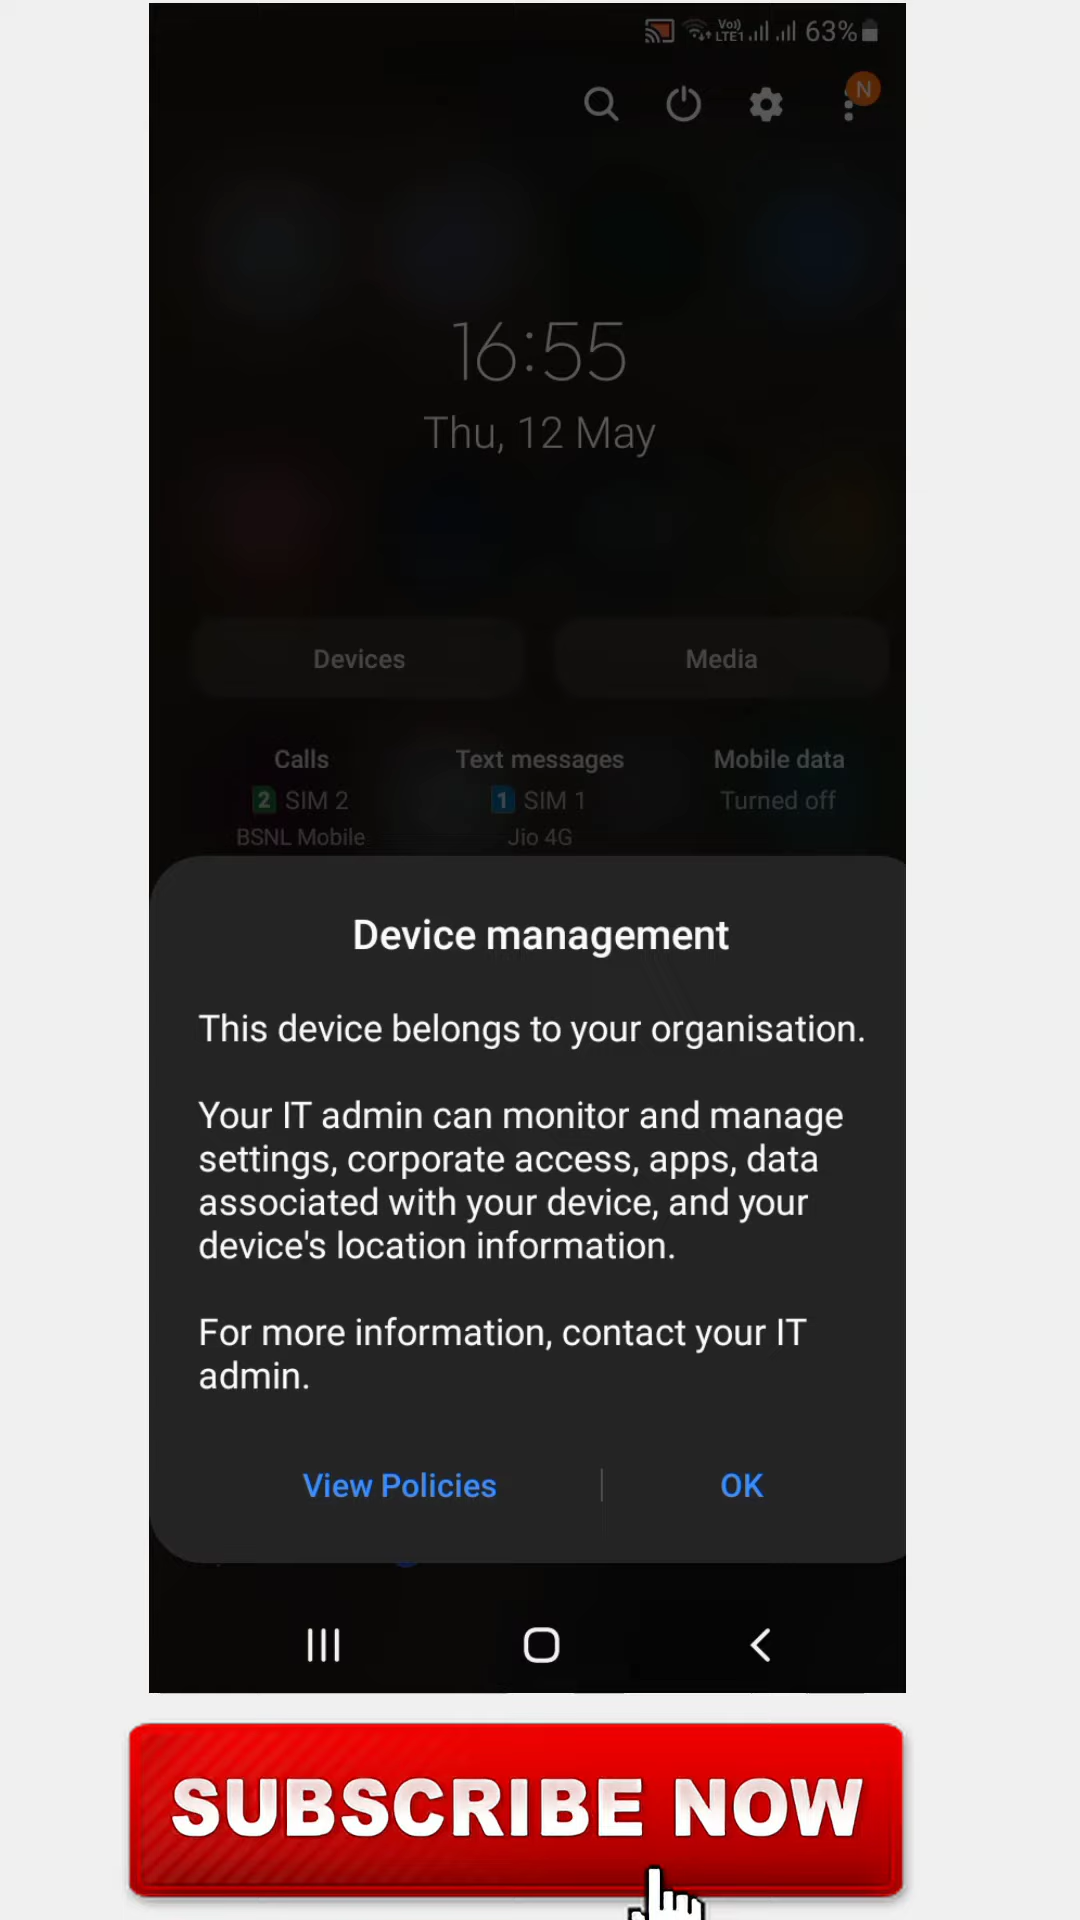 Vo))
LTE1
63%
N
16:55
Thu, 12 May
Devices
Media
Calls
Text messages
Mobile data
2 SIM 2
1 SIM 1
Turned off
BSNL Mobile
Jio 4G
Device management
This device belongs to your organisation.
Your IT admin can monitor and manage
settings, corporate access, apps, data
associated with your device, and your
device's location information.
For more information, contact your IT
admin.
View Policies
OK
SUBSCRIBE NOW